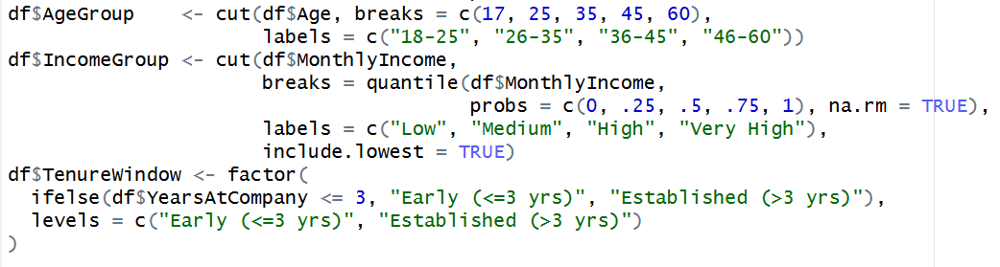 df$AgeGroup    <- cut(df$Age, breaks = c(17, 25, 35, 45, 60),
                      labels = c("18-25", "26-35", "36-45", "46-60"))
df$IncomeGroup <- cut(df$MonthlyIncome,
                      breaks = quantile(df$MonthlyIncome,
                                        probs = c(0, .25, .5, .75, 1), na.rm = TRUE),
                      labels = c("Low", "Medium", "High", "Very High"),
                      include.lowest = TRUE)
df$TenureWindow <- factor(
  ifelse(df$YearsAtCompany <= 3, "Early (<=3 yrs)", "Established (>3 yrs)"),
  levels = c("Early (<=3 yrs)", "Established (>3 yrs)")
)